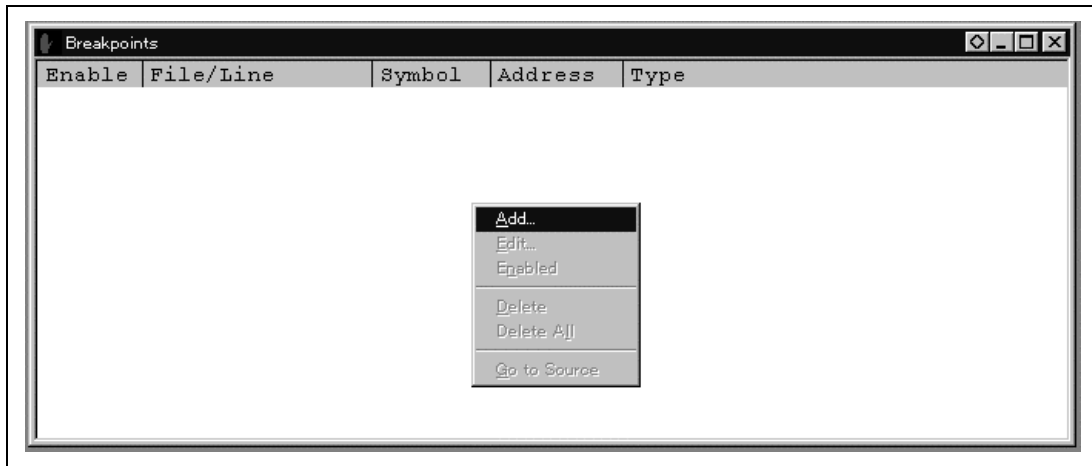 Breakpoints
Enable File/Line Symbol Address Type
Add...
Edit...
Enabled
Delete
Delete All
Go to Source